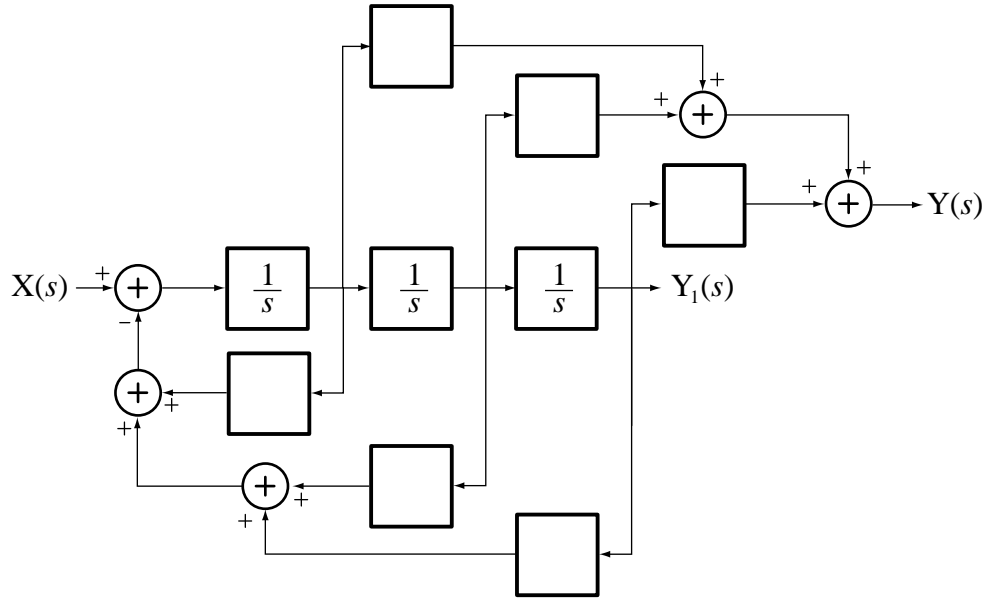 +
+ + Y(s)
+ +
+ + +
X(s) + + 1/s 1/s 1/s Y₁(s)
−
+ +
+
+ +
+